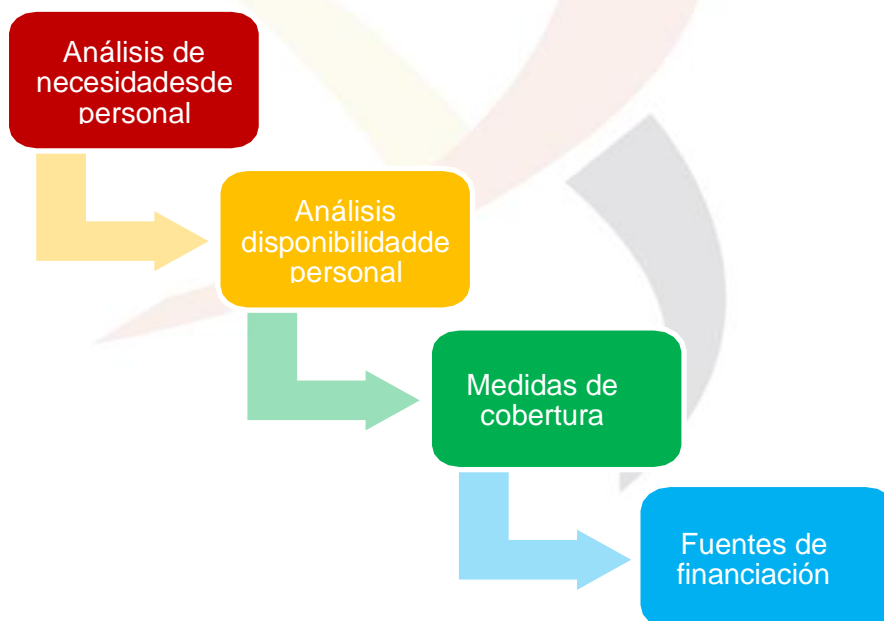 Análisis de
necesidadesde
personal
Análisis
disponibilidadde
personal
Medidas de
cobertura
Fuentes de
financiación